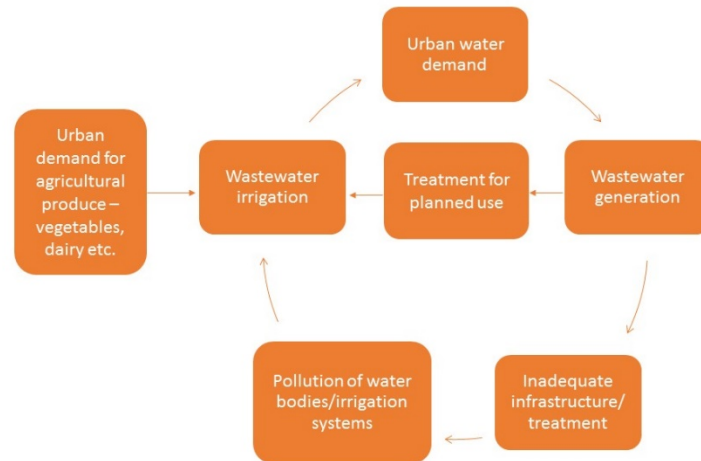 Urban water
demand
Urban
demand for
agricultural
produce –
vegetables,
dairy etc.
Wastewater
irrigation
Treatment for
planned use
Wastewater
generation
Pollution of water
bodies/irrigation
systems
Inadequate
infrastructure/
treatment